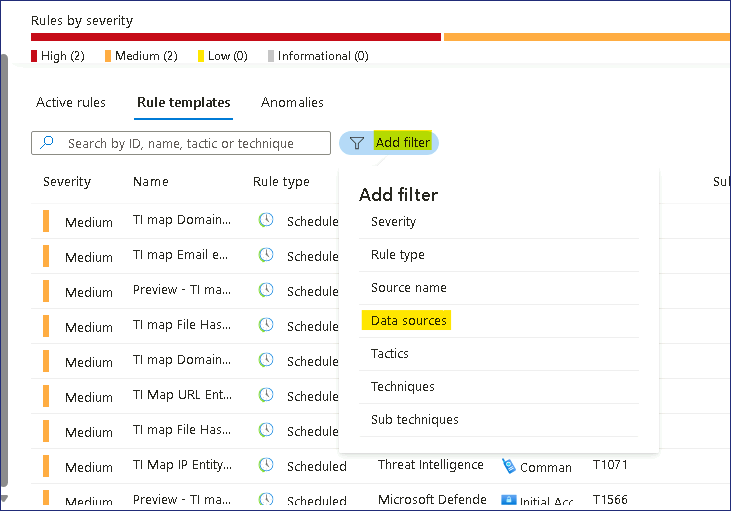 Rules by severity
High (2) Medium (2) Low (0) Informational (0)
Active rules Rule templates Anomalies
Search by ID, name, tactic or technique Add filter
Severity Name Rule type Su
Add filter
Severity
Rule type
Source name
Data sources
Tactics
Techniques
Sub techniques
Medium TI map Domain... Schedule
Medium TI map Email e... Schedule
Medium Preview - TI ma... Schedule
Medium TI map File Has... Schedule
Medium TI map Domain... Schedule
Medium TI Map URL Ent... Schedule
Medium TI map File Has... Schedule
Medium TI Map IP Entity... Scheduled Threat Intelligence Comman T1071
Medium Preview - TI ma... Scheduled Microsoft Defende Initial Acc T1566